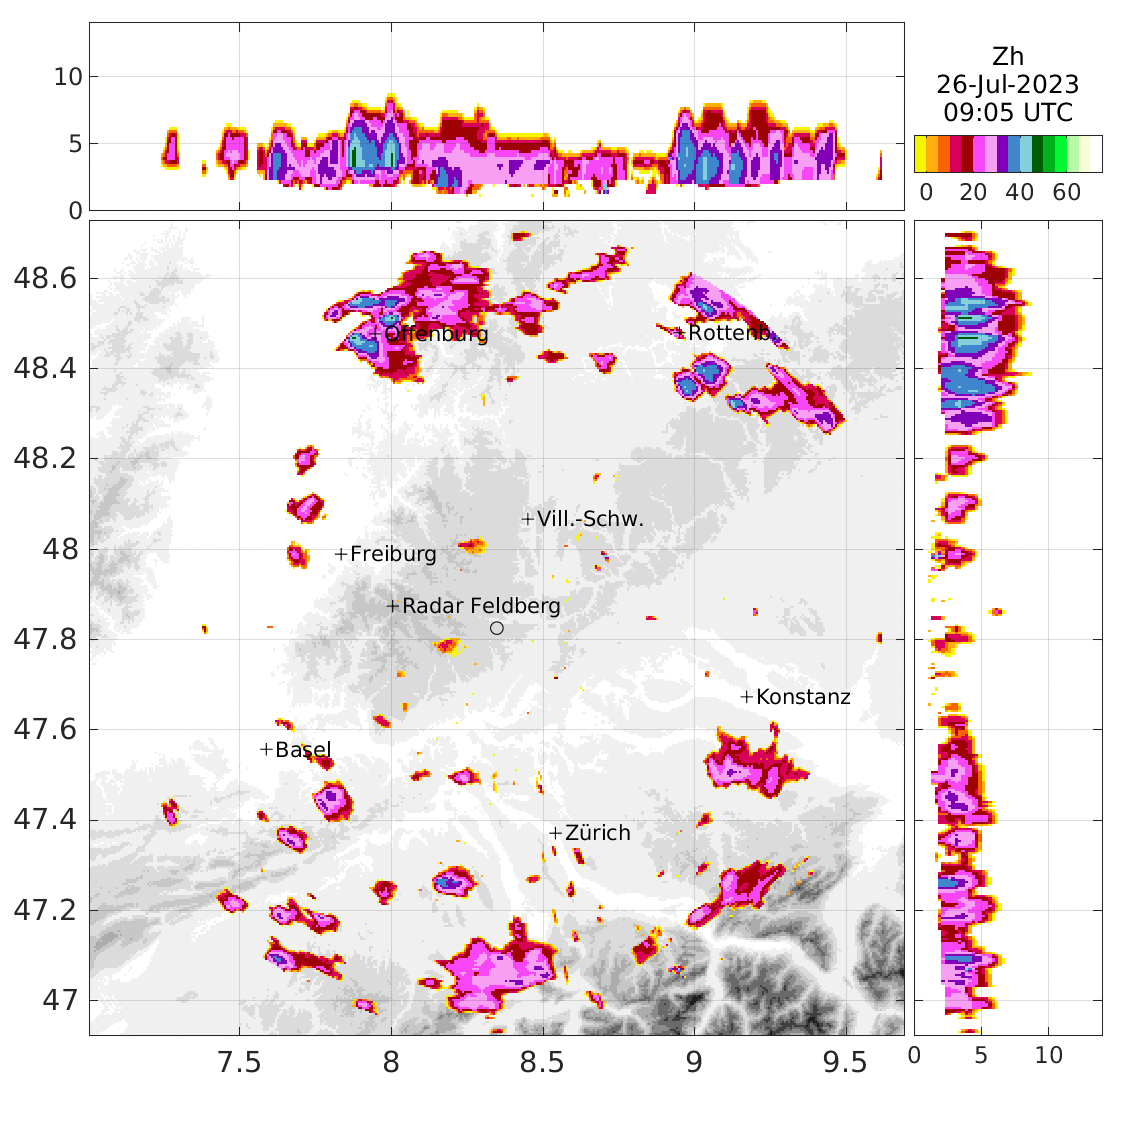 10
5
0
Zh
26-Jul-2023
09:05 UTC
0 20 40 60
48.6
48.4
48.2
48
47.8
47.6
47.4
47.2
47
+Offenburg
+Rottenb.
+Vill.-Schw.
+Freiburg
+Radar Feldberg
+Konstanz
+Basel
+Zürich
7.5 8 8.5 9 9.5
0 5 10